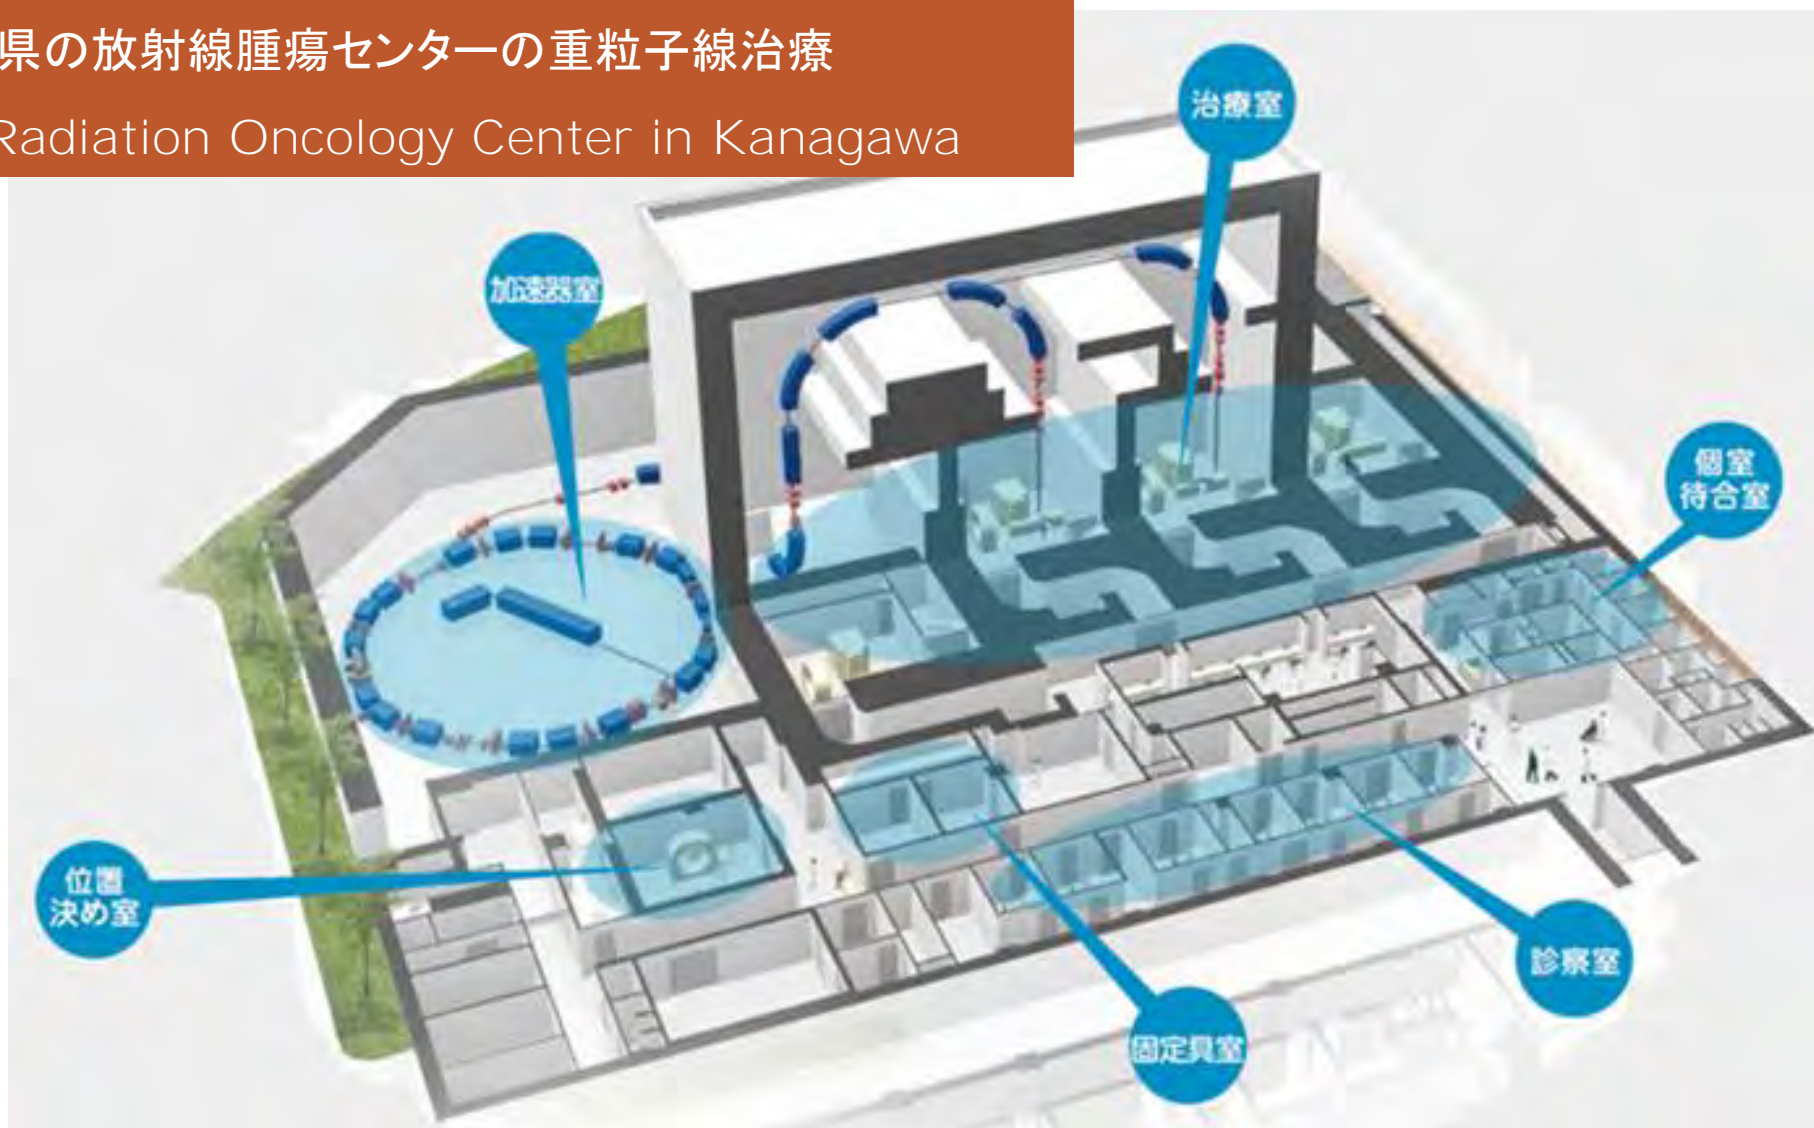 県の放射線腫瘍センターの重粒子線治療
Radiation Oncology Center in Kanagawa
治療室
加速器室
個室
待合室
位置
決め室
診察室
固定具室